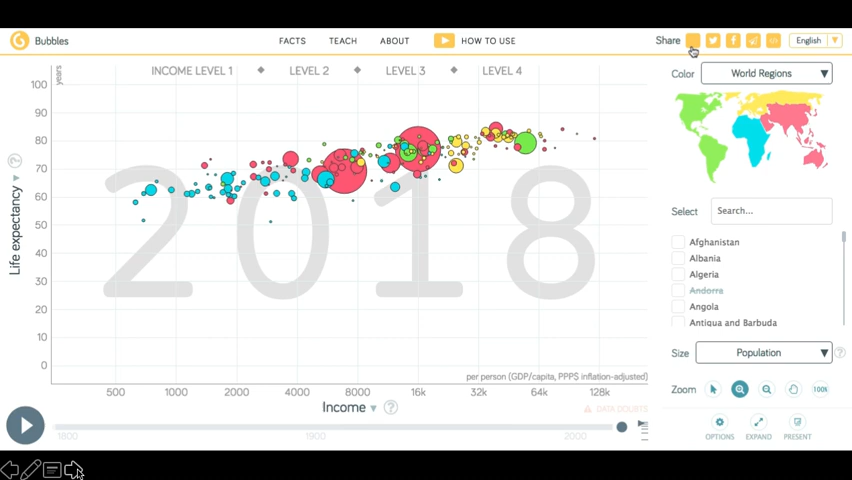 Bubbles
FACTS TEACH ABOUT HOW TO USE
Share
English
years
INCOME LEVEL 1 LEVEL 2 LEVEL 3 LEVEL 4
Color World Regions
100
90
80
70
60
50
40
30
20
10
0
Life expectancy
?
2018
Select Search...
Afghanistan
Albania
Algeria
Andorra
Angola
Antigua and Barbuda
Size Population ?
per person (GDP/capita, PPP$ inflation-adjusted)
500 1000 2000 4000 8000 16k 32k 64k 128k
Zoom 100%
Income ?
DATA DOUBTS
1800 1900 2000
OPTIONS EXPAND PRESENT